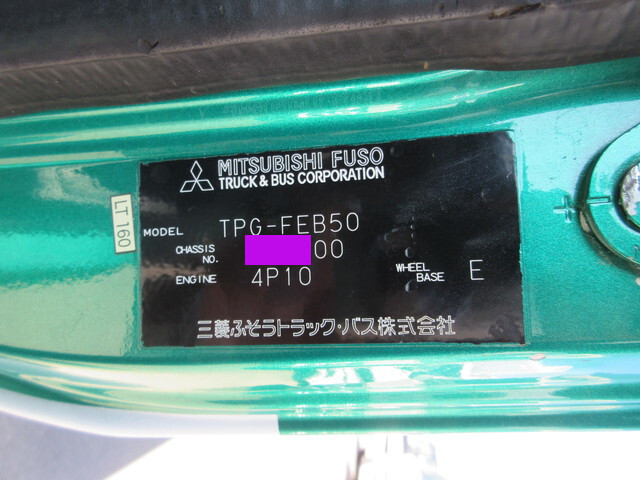 MITSUBISHI FUSO
TRUCK & BUS CORPORATION
LT 160
MODEL TPG-FEB50
CHASSIS NO. 00
ENGINE 4P10
WHEEL BASE E
三菱ふそうトラック・バス株式会社